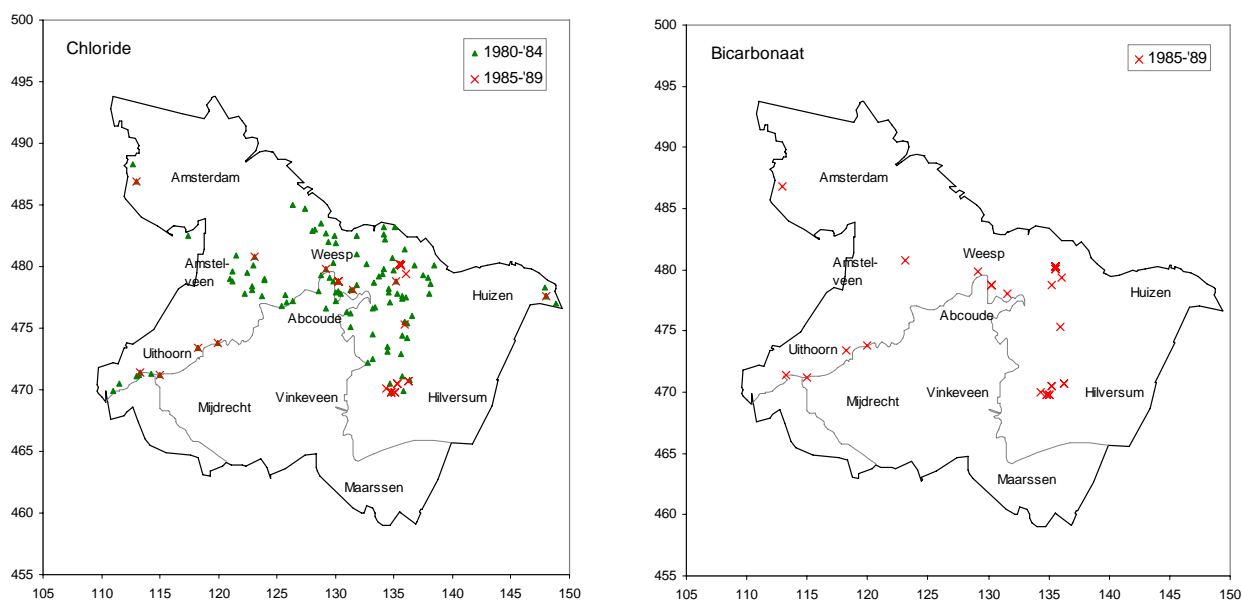 Chloride
1980-'84
1985-'89
500
495
490
485
480
475
470
465
460
455
105
110
115
120
125
130
135
140
145
150
Amsterdam
Weesp
Amstel-
veen
Huizen
Abcoude
Uithoorn
Mijdrecht
Vinkeveen
Hilversum
Maarssen
Bicarbonaat
1985-'89
500
495
490
485
480
475
470
465
460
455
105
110
115
120
125
130
135
140
145
150
Amsterdam
Weesp
Amstel-
veen
Huizen
Abcoude
Uithoorn
Mijdrecht
Vinkeveen
Hilversum
Maarssen